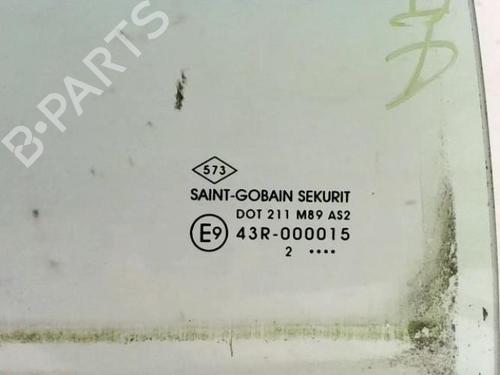 B-PARTS
573
SAINT-GOBAIN SEKURIT
DOT 211 M89 AS2
E9 43R-000015
2 ••••